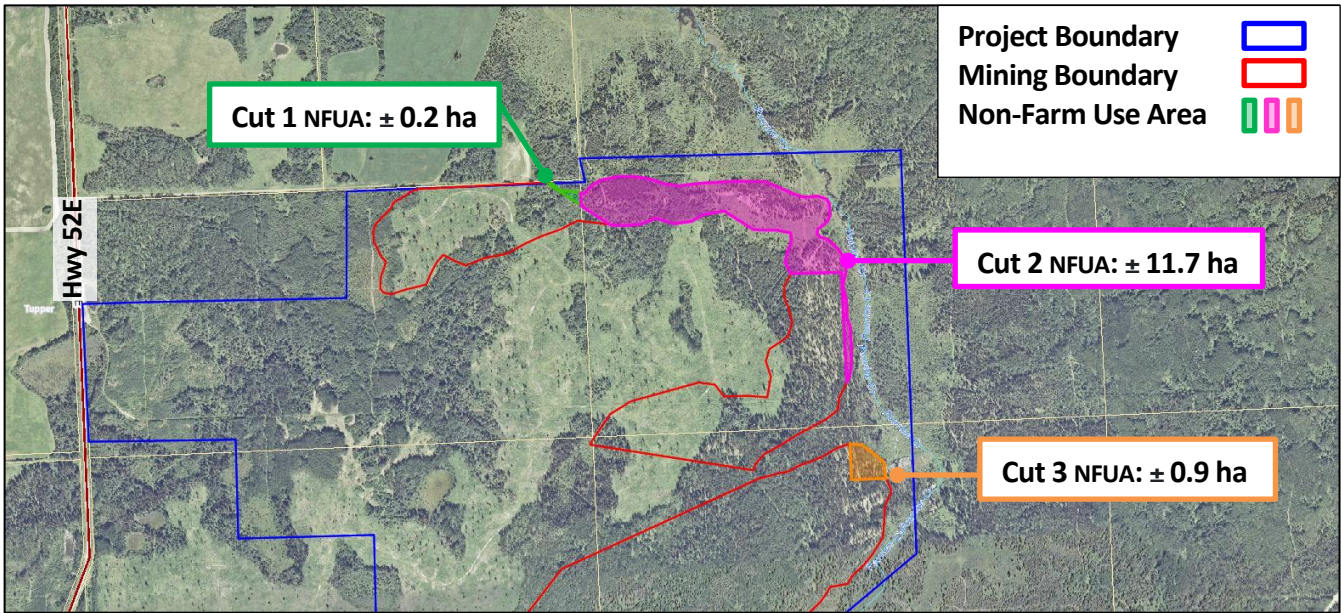 Project Boundary
Mining Boundary
Non-Farm Use Area
Cut 1 NFUA: ± 0.2 ha
Hwy 52E
Tupper
Cut 2 NFUA: ± 11.7 ha
Cut 3 NFUA: ± 0.9 ha